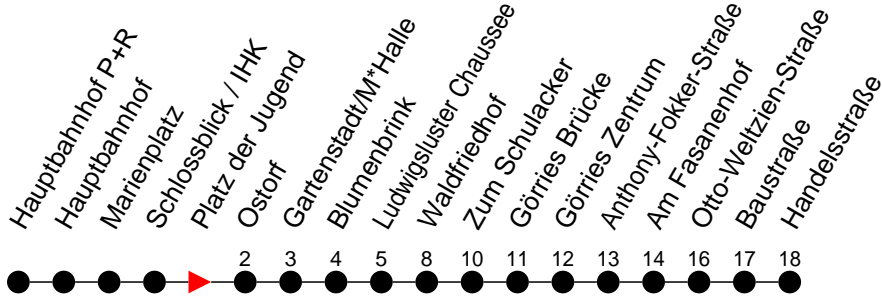 Hauptbahnhof P+R
Hauptbahnhof
Marienplatz
Schlossblick / IHK
Platz der Jugend
Ostorf
Gartenstadt/M*Halle
Blumenbrink
Ludwigsluster Chaussee
Waldfriedhof
Zum Schulacker
Görries Brücke
Görries Zentrum
Anthony-Fokker-Straße
Am Fasanenhof
Otto-Weltzien-Straße
Baustraße
Handelsstraße
2 3 4 5 8 10 11 12 13 14 16 17 18